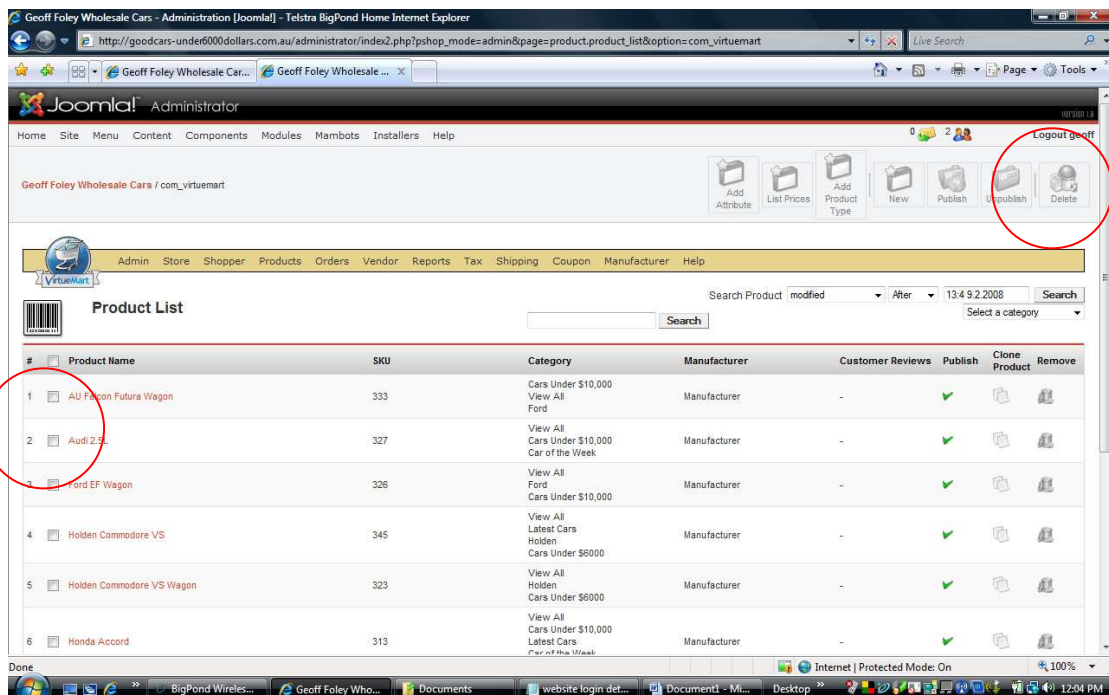 Geoff Foley Wholesale Cars - Administration [Joomla!] - Telstra BigPond Home Internet Explorer
http://goodcars-under6000dollars.com.au/administrator/index2.php?pshop_mode=admin&page=product.product_list&option=com_virtuemart
Live Search
Geoff Foley Wholesale Car...
Geoff Foley Wholesale ...
Page
Tools
Joomla! Administrator
Home Site Menu Content Components Modules Mambots Installers Help
0 2 Logout geoff
Geoff Foley Wholesale Cars / com_virtuemart
Add Attribute
List Prices
Add Product Type
New
Publish
Unpublish
Delete
VirtueMart
Admin Store Shopper Products Orders Vendor Reports Tax Shipping Coupon Manufacturer Help
Product List
Search Product modified After 13:4 9.2.2008 Search
Search
Select a category
# Product Name SKU Category Manufacturer Customer Reviews Publish Clone Product Remove
1 AU Falcon Futura Wagon 333 Cars Under $10,000 Manufacturer -
View All
Ford
2 Audi 2.5L 327 View All Manufacturer -
Cars Under $10,000
Car of the Week
3 Ford EF Wagon 326 View All Manufacturer -
Ford
Cars Under $10,000
4 Holden Commodore VS 345 View All Manufacturer -
Latest Cars
Holden
Cars Under $6000
5 Holden Commodore VS Wagon 323 View All Manufacturer -
Holden
Cars Under $6000
6 Honda Accord 313 View All Manufacturer -
Cars Under $10,000
Latest Cars
Car of the Week
Done
Internet | Protected Mode: On
100%
BigPond Wireles...
Geoff Foley Who...
Documents
website login det...
Document1 - Mi...
Desktop
12:04 PM